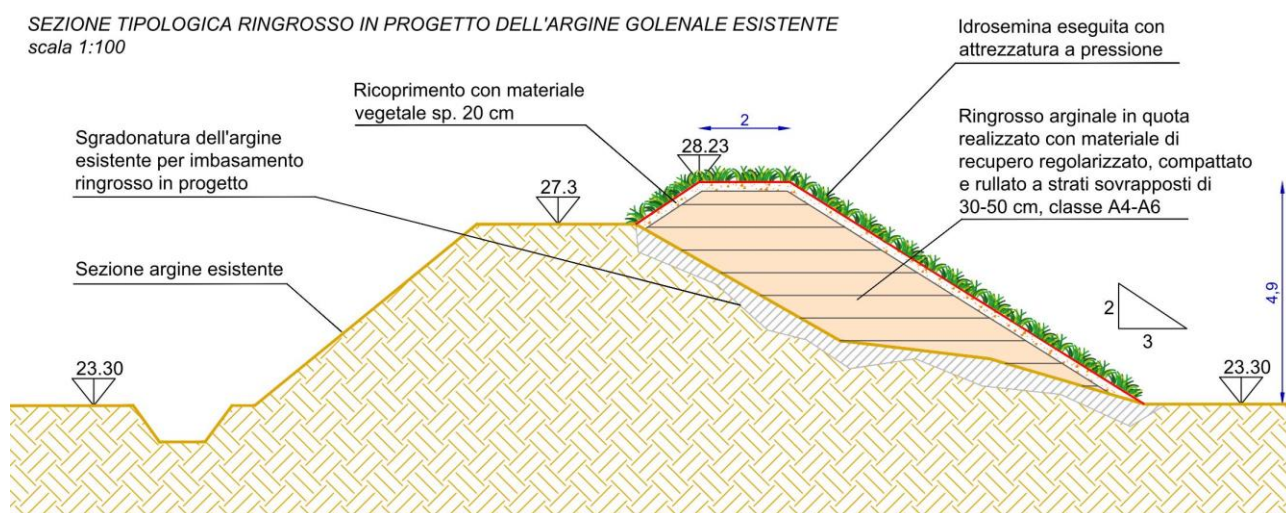 SEZIONE TIPOLOGICA RINGROSSO IN PROGETTO DELL'ARGINE GOLENALE ESISTENTE
scala 1:100
Idrosemina eseguita con
attrezzatura a pressione
Ricoprimento con materiale
vegetale sp. 20 cm
Sgradonatura dell'argine
esistente per imbasamento
ringrosso in progetto
Ringrosso arginale in quota
realizzato con materiale di
recupero regolarizzato, compattato
e rullato a strati sovrapposti di
30-50 cm, classe A4-A6
2
28.23
27.3
Sezione argine esistente
4,9
2
3
23.30
23.30